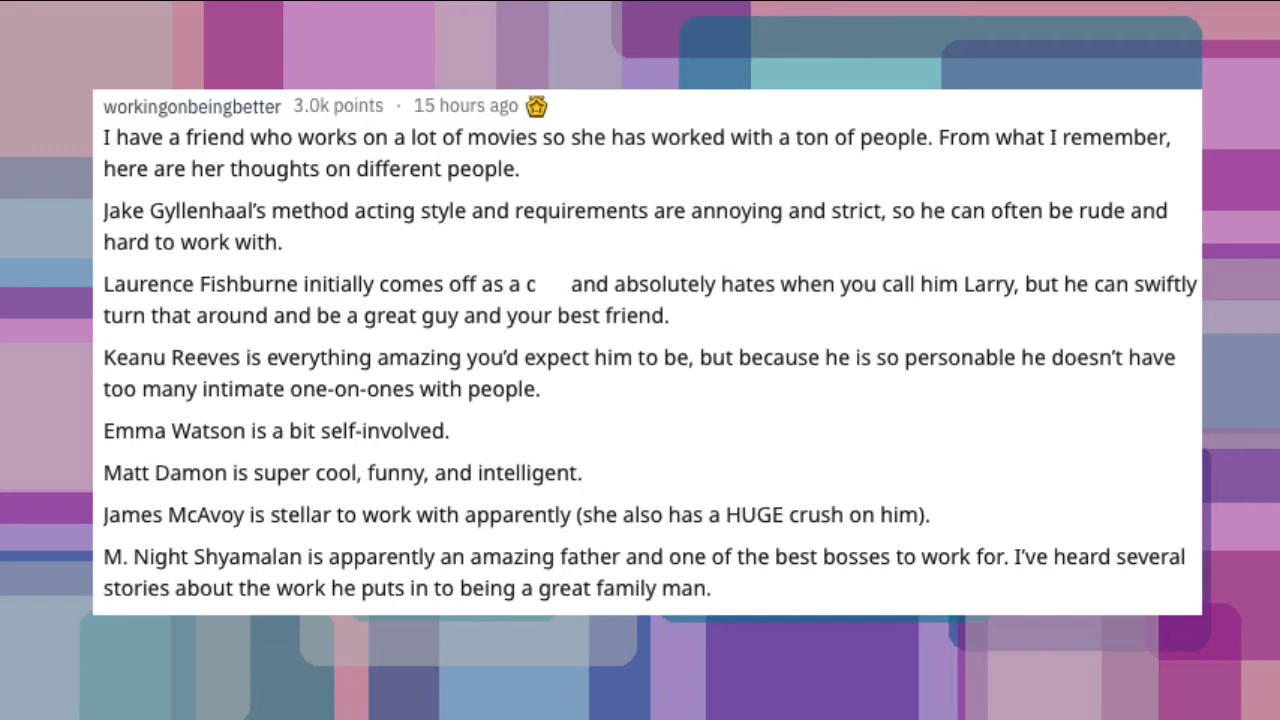 workingonbeingbetter 3.0k points · 15 hours ago
I have a friend who works on a lot of movies so she has worked with a ton of people. From what I remember,
here are her thoughts on different people.
Jake Gyllenhaal’s method acting style and requirements are annoying and strict, so he can often be rude and
hard to work with.
Laurence Fishburne initially comes off as a c and absolutely hates when you call him Larry, but he can swiftly
turn that around and be a great guy and your best friend.
Keanu Reeves is everything amazing you’d expect him to be, but because he is so personable he doesn’t have
too many intimate one-on-ones with people.
Emma Watson is a bit self-involved.
Matt Damon is super cool, funny, and intelligent.
James McAvoy is stellar to work with apparently (she also has a HUGE crush on him).
M. Night Shyamalan is apparently an amazing father and one of the best bosses to work for. I’ve heard several
stories about the work he puts in to being a great family man.